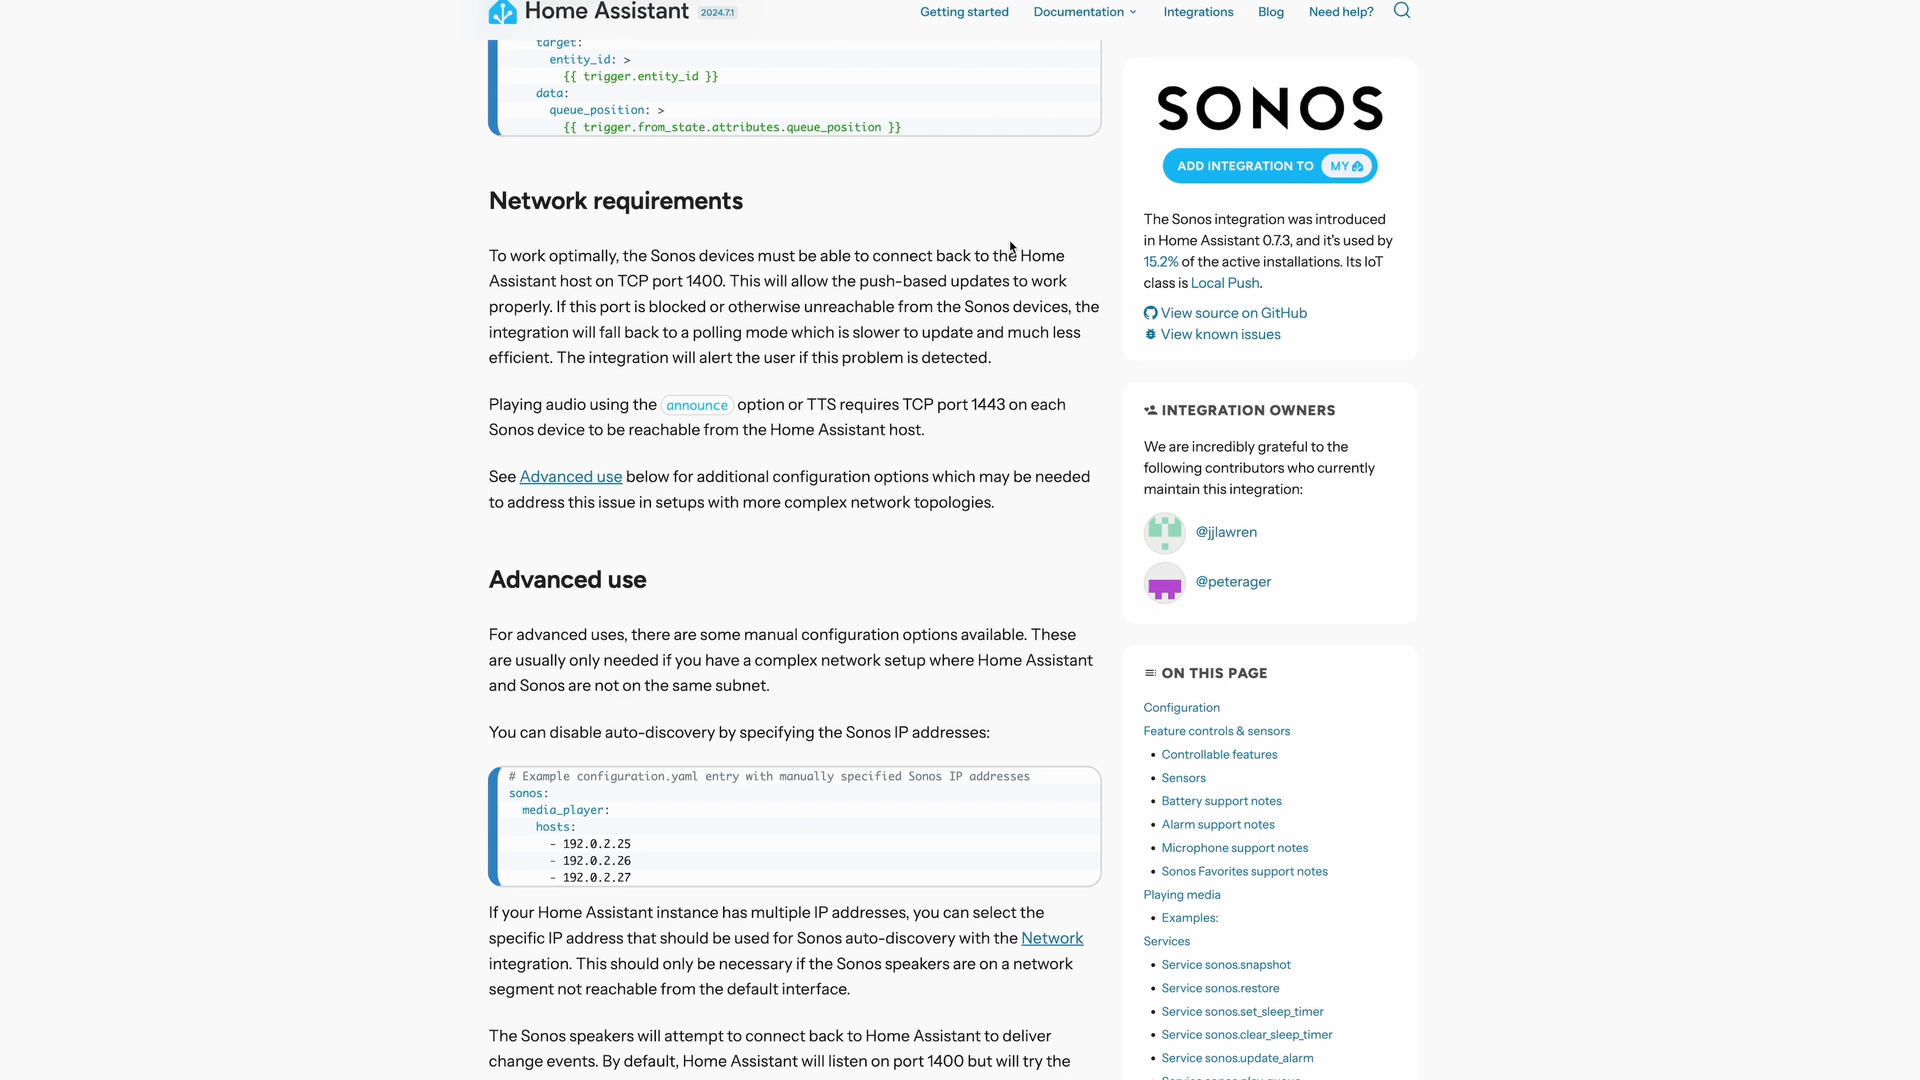 Home Assistant 2024.7.1
Getting started
Documentation
Integrations
Blog
Need help?
target:
entity_id: >
{{ trigger.entity_id }}
data:
queue_position: >
{{ trigger.from_state.attributes.queue_position }}
Network requirements
To work optimally, the Sonos devices must be able to connect back to the Home
Assistant host on TCP port 1400. This will allow the push-based updates to work
properly. If this port is blocked or otherwise unreachable from the Sonos devices, the
integration will fall back to a polling mode which is slower to update and much less
efficient. The integration will alert the user if this problem is detected.
Playing audio using the announce option or TTS requires TCP port 1443 on each
Sonos device to be reachable from the Home Assistant host.
See Advanced use below for additional configuration options which may be needed
to address this issue in setups with more complex network topologies.
Advanced use
For advanced uses, there are some manual configuration options available. These
are usually only needed if you have a complex network setup where Home Assistant
and Sonos are not on the same subnet.
You can disable auto-discovery by specifying the Sonos IP addresses:
# Example configuration.yaml entry with manually specified Sonos IP addresses
sonos:
media_player:
hosts:
- 192.0.2.25
- 192.0.2.26
- 192.0.2.27
If your Home Assistant instance has multiple IP addresses, you can select the
specific IP address that should be used for Sonos auto-discovery with the Network
integration. This should only be necessary if the Sonos speakers are on a network
segment not reachable from the default interface.
The Sonos speakers will attempt to connect back to Home Assistant to deliver
change events. By default, Home Assistant will listen on port 1400 but will try the
SONOS
ADD INTEGRATION TO MY
The Sonos integration was introduced
in Home Assistant 0.7.3, and it's used by
15.2% of the active installations. Its IoT
class is Local Push.
View source on GitHub
View known issues
INTEGRATION OWNERS
We are incredibly grateful to the
following contributors who currently
maintain this integration:
@jjlawren
@peterager
ON THIS PAGE
Configuration
Feature controls & sensors
• Controllable features
• Sensors
• Battery support notes
• Alarm support notes
• Microphone support notes
• Sonos Favorites support notes
Playing media
• Examples:
Services
• Service sonos.snapshot
• Service sonos.restore
• Service sonos.set_sleep_timer
• Service sonos.clear_sleep_timer
• Service sonos.update_alarm